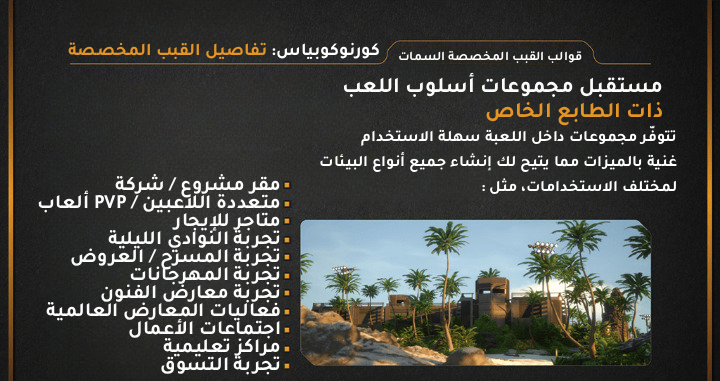 كورنوكوبياس: تفاصيل القبب المخصصة
قوالب القبب المخصصة السمات
مستقبل مجموعات أسلوب اللعب
ذات الطابع الخاص
تتوفّر مجموعات داخل اللعبة سهلة الاستخدام
غنية بالميزات مما يتيح لك إنشاء جميع أنواع البيئات
لمختلف الاستخدامات، مثل :
▪ مقر مشروع / شركة
▪ متعددة اللاعبين / PVP ألعاب
▪ متاجر للإيجار
▪ تجربة النوادي الليلية
▪ تجربة المسرح / العروض
▪ تجربة المهرجانات
▪ تجربة معارض الفنون
▪ فعاليات المعارض العالمية
▪ اجتماعات الأعمال
▪ مراكز تعليمية
▪ تجربة التسوق